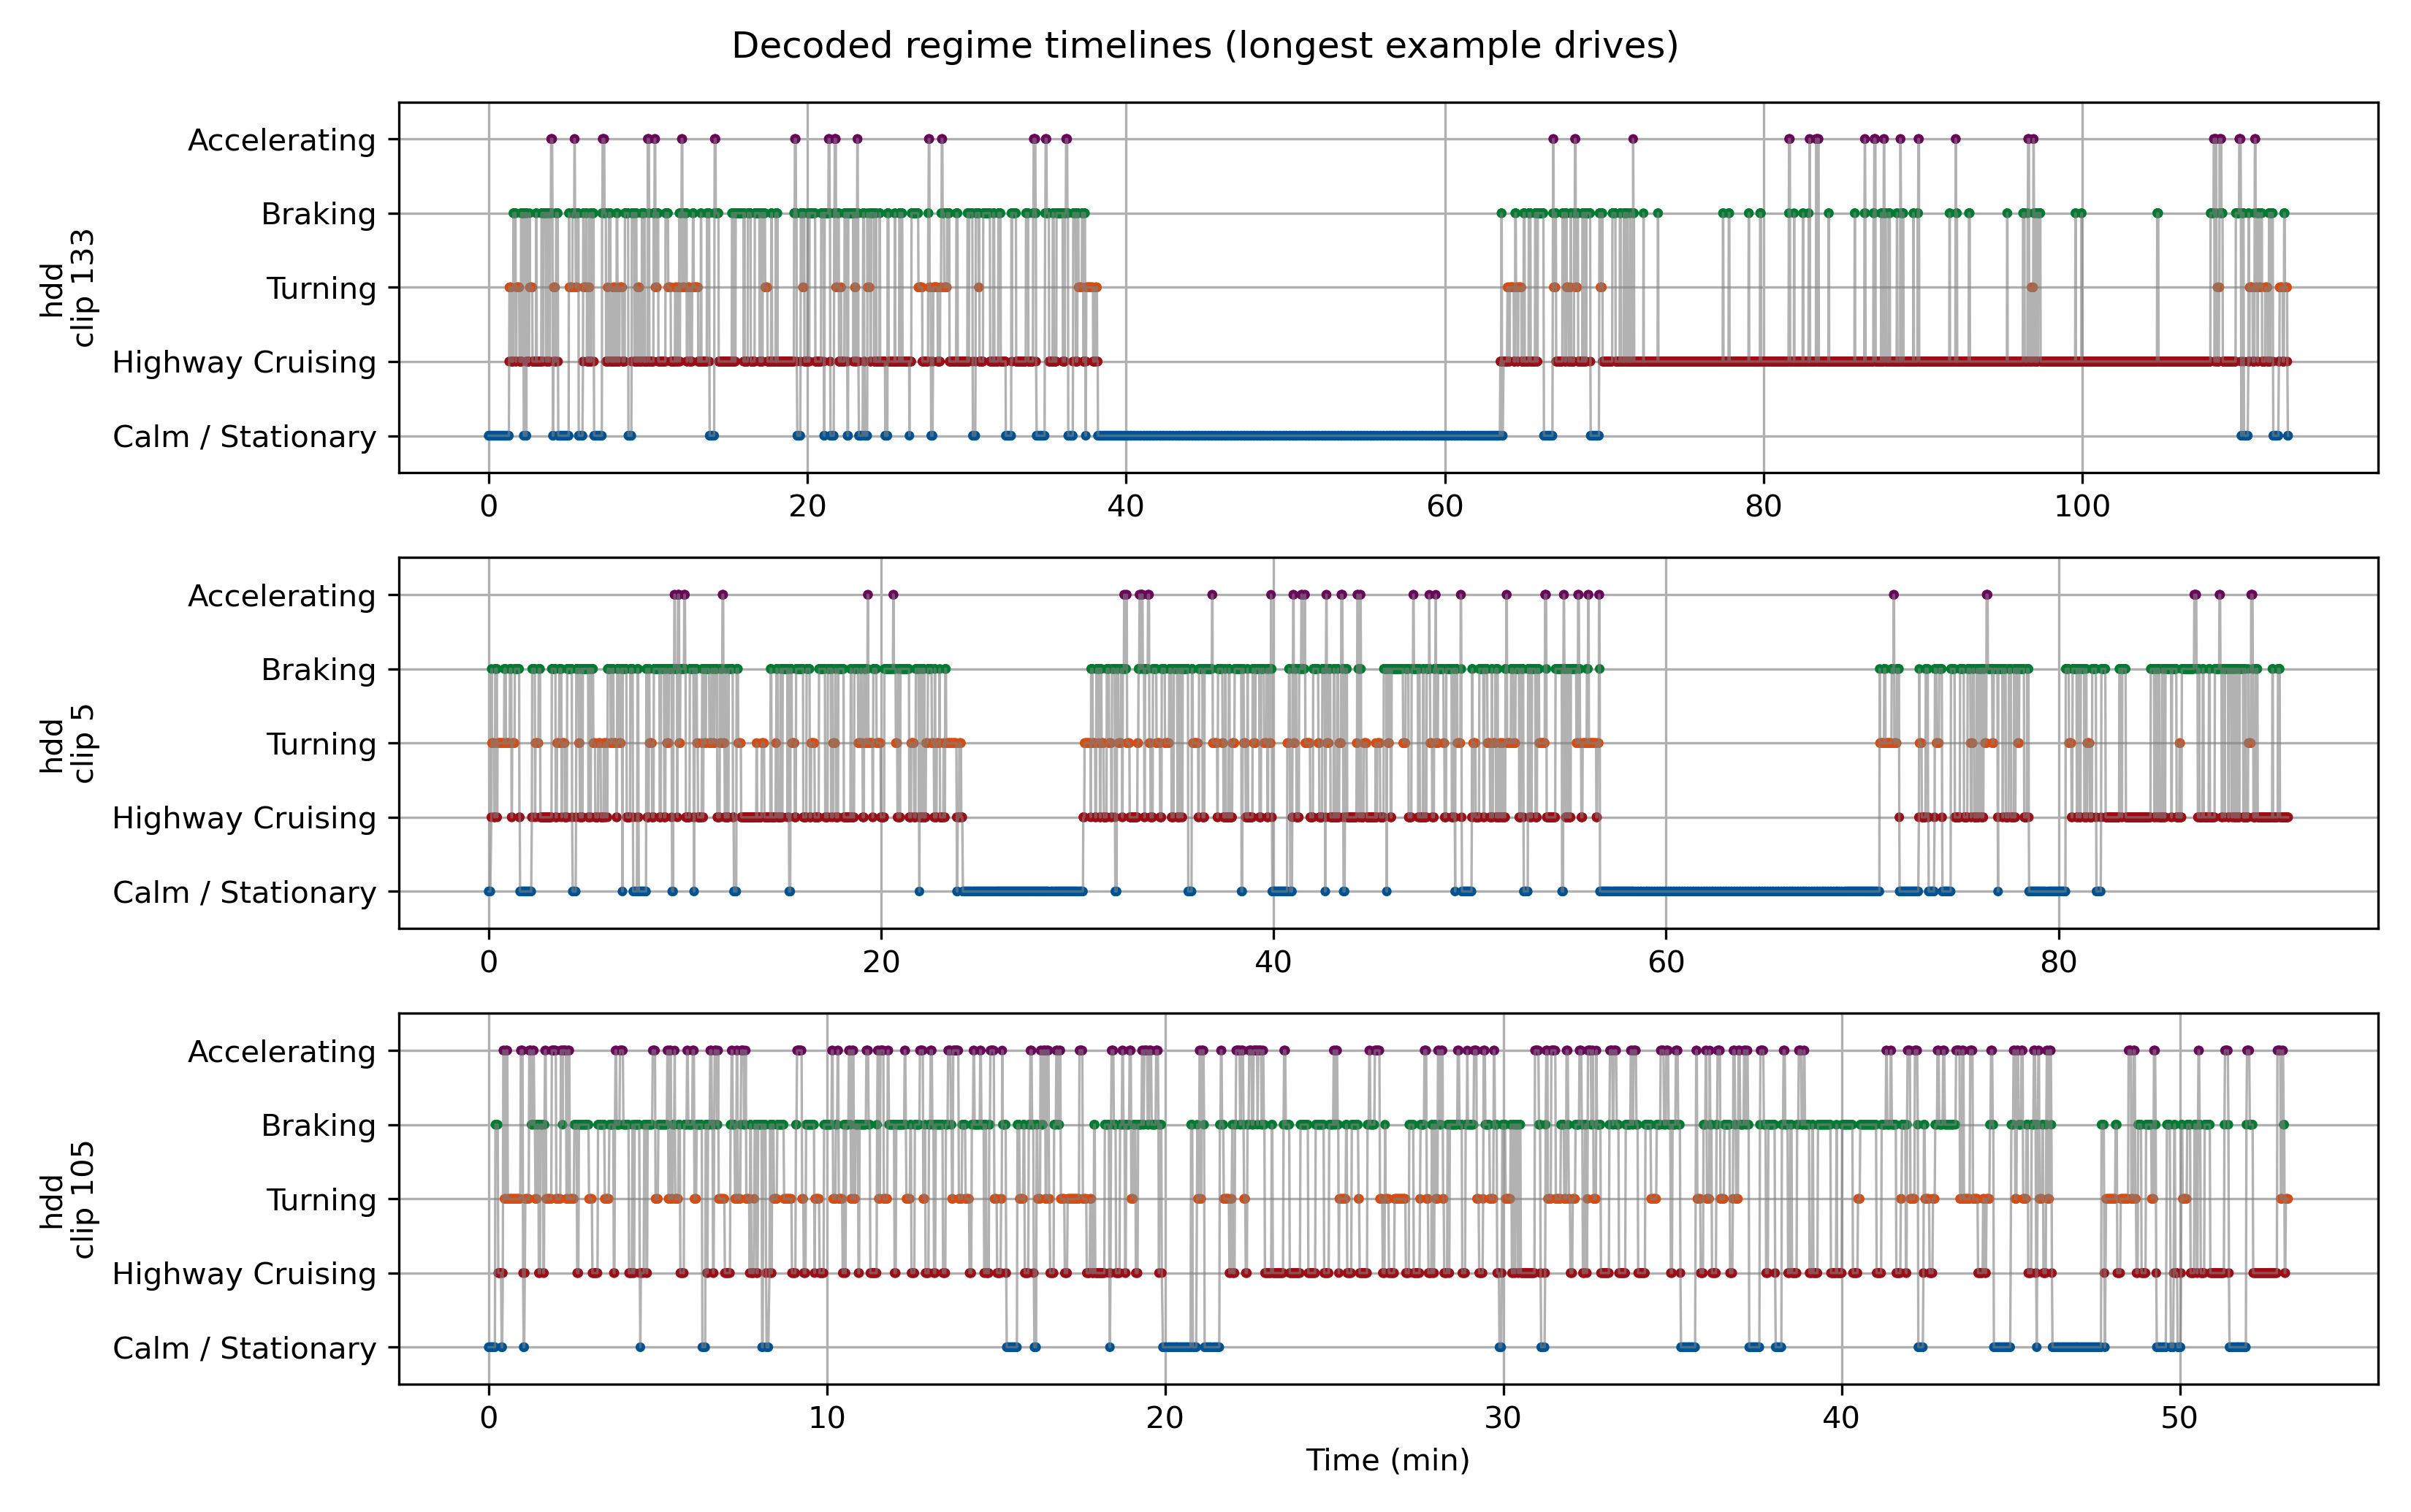 Decoded regime timelines (longest example drives)
hdd
clip 133
Accelerating
Braking
Turning
Highway Cruising
Calm / Stationary
0 20 40 60 80 100
hdd
clip 5
Accelerating
Braking
Turning
Highway Cruising
Calm / Stationary
0 20 40 60 80
hdd
clip 105
Accelerating
Braking
Turning
Highway Cruising
Calm / Stationary
0 10 20 30 40 50
Time (min)